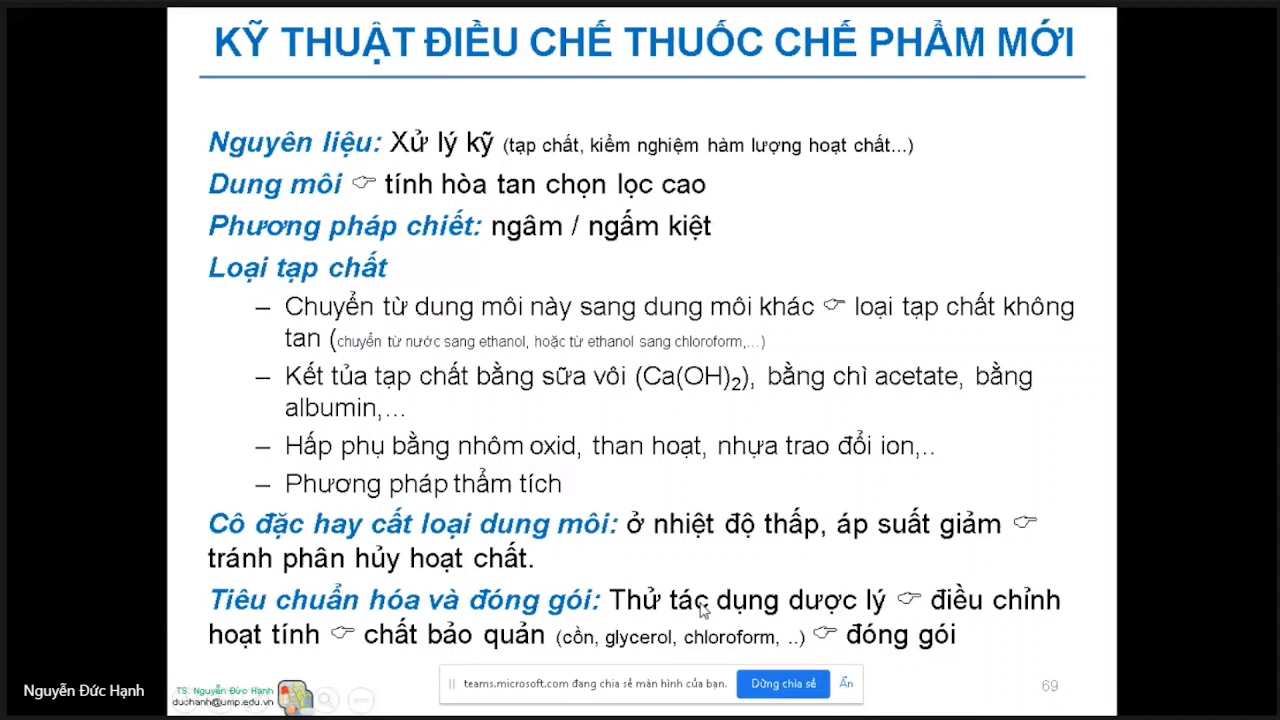 KỸ THUẬT ĐIỀU CHẾ THUỐC CHẾ PHẨM MỚI
Nguyên liệu: Xử lý kỹ (tạp chất, kiểm nghiệm hàm lượng hoạt chất...)
Dung môi ☞ tính hòa tan chọn lọc cao
Phương pháp chiết: ngâm / ngấm kiệt
Loại tạp chất
– Chuyển từ dung môi này sang dung môi khác ☞ loại tạp chất không
tan (chuyển từ nước sang ethanol, hoặc từ ethanol sang chloroform,...)
– Kết tủa tạp chất bằng sữa vôi (Ca(OH)₂), bằng chì acetate, bằng
albumin,...
– Hấp phụ bằng nhôm oxid, than hoạt, nhựa trao đổi ion,..
– Phương pháp thẩm tích
Cô đặc hay cất loại dung môi: ở nhiệt độ thấp, áp suất giảm ☞
tránh phân hủy hoạt chất.
Tiêu chuẩn hóa và đóng gói: Thử tác dụng dược lý ☞ điều chỉnh
hoạt tính ☞ chất bảo quản (cồn, glycerol, chloroform, ..) ☞ đóng gói
Nguyễn Đức Hạnh
TS. Nguyễn Đức Hạnh
duchanh@ump.edu.vn
teams.microsoft.com đang chia sẻ màn hình của bạn.
Dừng chia sẻ
Ẩn
69